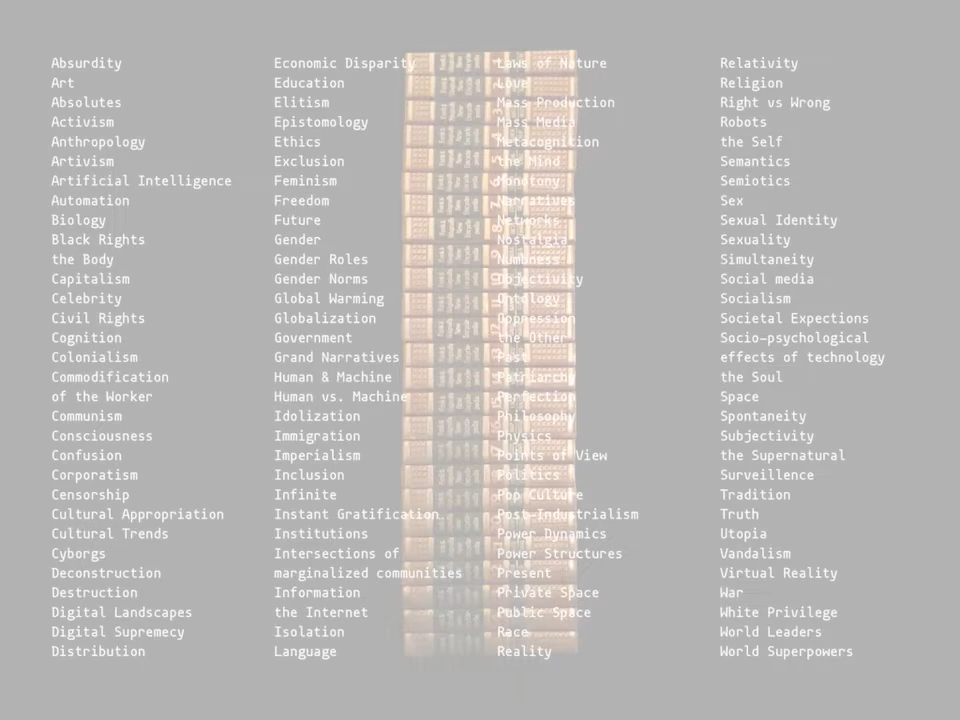 Absurdity
Art
Absolutes
Activism
Anthropology
Artivism
Artificial Intelligence
Automation
Biology
Black Rights
the Body
Capitalism
Celebrity
Civil Rights
Cognition
Colonialism
Commodification
of the Worker
Communism
Consciousness
Confusion
Corporatism
Censorship
Cultural Appropriation
Cultural Trends
Cyborgs
Deconstruction
Destruction
Digital Landscapes
Digital Supremecy
Distribution
Economic Disparity
Education
Elitism
Epistomology
Ethics
Exclusion
Feminism
Freedom
Future
Gender
Gender Roles
Gender Norms
Global Warming
Globalization
Government
Grand Narratives
Human & Machine
Human vs. Machine
Idolization
Immigration
Imperialism
Inclusion
Infinite
Instant Gratification
Institutions
Intersections of
marginalized communities
Information
the Internet
Isolation
Language
Laws of Nature
Love
Mass Production
Mass Media
Metacognition
the Mind
Monotony
Narratives
Networks
Nostalgia
Numbness
Objectivity
Ontology
Oppression
the Other
Past
Patriarchy
Perfection
Philosophy
Physics
Points of View
Politics
Pop Culture
Post-Industrialism
Power Dynamics
Power Structures
Present
Private Space
Public Space
Race
Reality
Relativity
Religion
Right vs Wrong
Robots
the Self
Semantics
Semiotics
Sex
Sexual Identity
Sexuality
Simultaneity
Social media
Socialism
Societal Expections
Socio-psychological
effects of technology
the Soul
Space
Spontaneity
Subjectivity
the Supernatural
Surveillence
Tradition
Truth
Utopia
Vandalism
Virtual Reality
War
White Privilege
World Leaders
World Superpowers